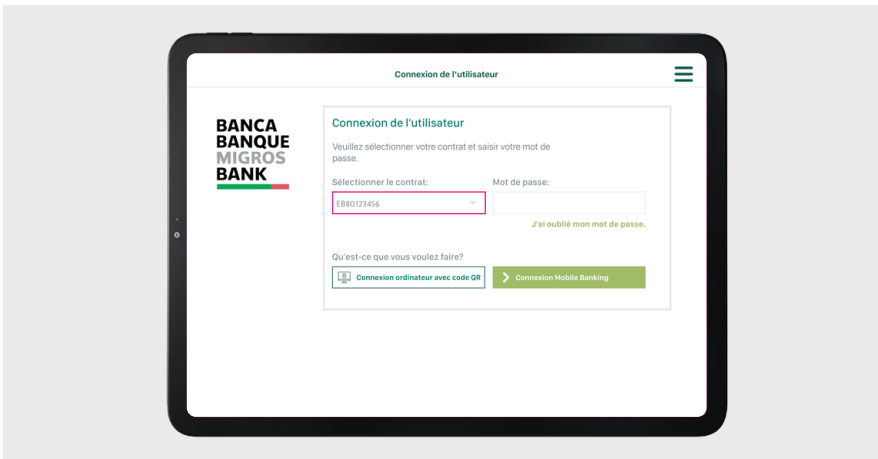 Connexion de l'utilisateur
BANCA
BANQUE
MIGROS
BANK
Connexion de l'utilisateur
Veuillez sélectionner votre contrat et saisir votre mot de
passe.
Sélectionner le contrat:
Mot de passe:
EB80123456
J'ai oublié mon mot de passe.
Qu'est-ce que vous voulez faire?
Connexion ordinateur avec code QR
Connexion Mobile Banking